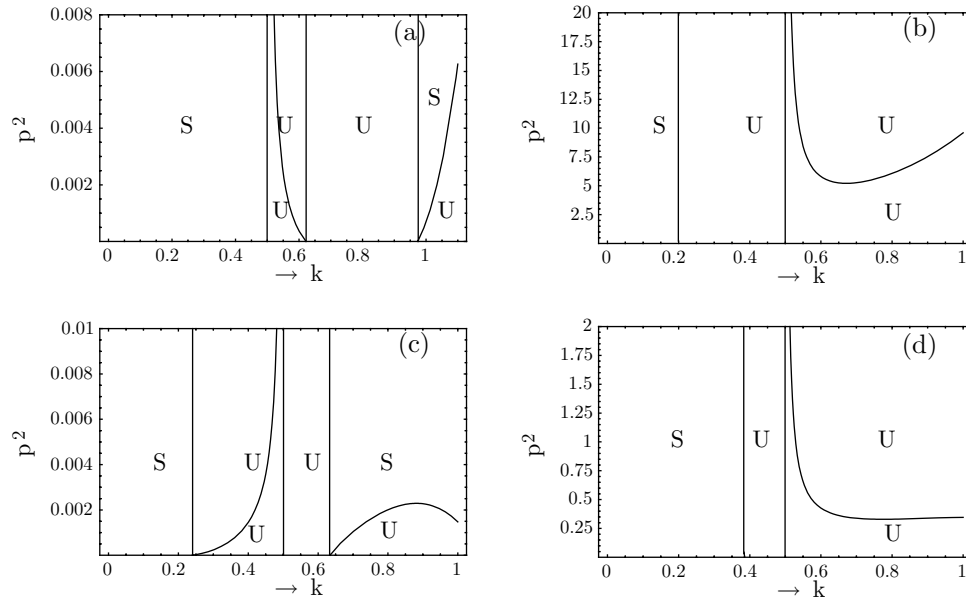 (a)
0.008
0.006
0.004
0.002
p²
S U U S
U U
0 0.2 0.4 0.6 0.8 1
→ k
(b)
20
17.5
15
12.5
10
7.5
5
2.5
p²
S U U
U
0 0.2 0.4 0.6 0.8 1
→ k
(c)
0.01
0.008
0.006
0.004
0.002
p²
S U U S
U U
0 0.2 0.4 0.6 0.8 1
→ k
(d)
2
1.75
1.5
1.25
1
0.75
0.5
0.25
p²
S U U
U
0 0.2 0.4 0.6 0.8 1
→ k